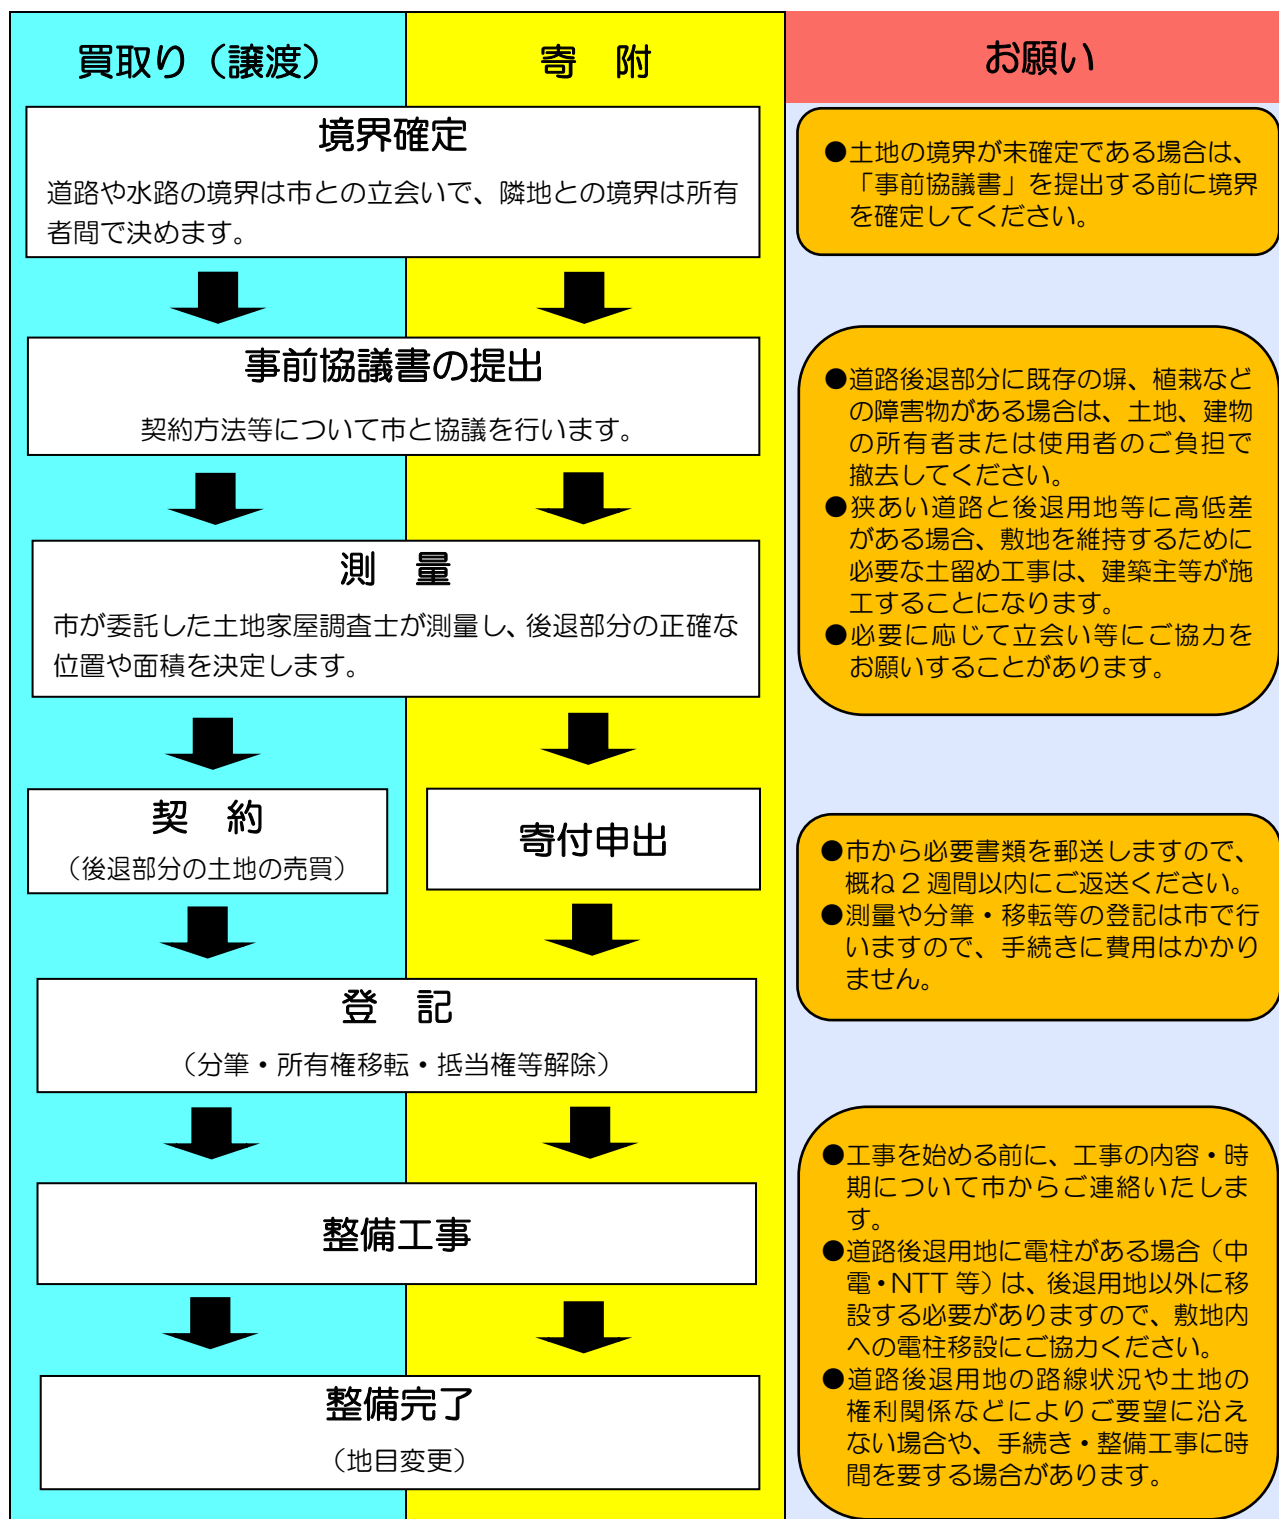 買取り（譲渡）
寄　附
お願い
境界確定
道路や水路の境界は市との立会いで、隣地との境界は所有
者間で決めます。
●土地の境界が未確定である場合は、
「事前協議書」を提出する前に境界
を確定してください。
事前協議書の提出
契約方法等について市と協議を行います。
●道路後退部分に既存の塀、植栽など
の障害物がある場合は、土地、建物
の所有者または使用者のご負担で
撤去してください。
●狭あい道路と後退用地等に高低差
がある場合、敷地を維持するために
必要な土留め工事は、建築主等が施
工することになります。
●必要に応じて立会い等にご協力を
お願いすることがあります。
測　量
市が委託した土地家屋調査士が測量し、後退部分の正確な
位置や面積を決定します。
契　約
（後退部分の土地の売買）
寄付申出
●市から必要書類を郵送しますので、
概ね２週間以内にご返送ください。
●測量や分筆・移転等の登記は市で行
いますので、手続きに費用はかかり
ません。
登　記
（分筆・所有権移転・抵当権等解除）
整備工事
●工事を始める前に、工事の内容・時
期について市からご連絡いたしま
す。
●道路後退用地に電柱がある場合（中
電・NTT 等）は、後退用地以外に移
設する必要がありますので、敷地内
への電柱移設にご協力ください。
●道路後退用地の路線状況や土地の
権利関係などによりご要望に沿え
ない場合や、手続き・整備工事に時
間を要する場合があります。
整備完了
（地目変更）